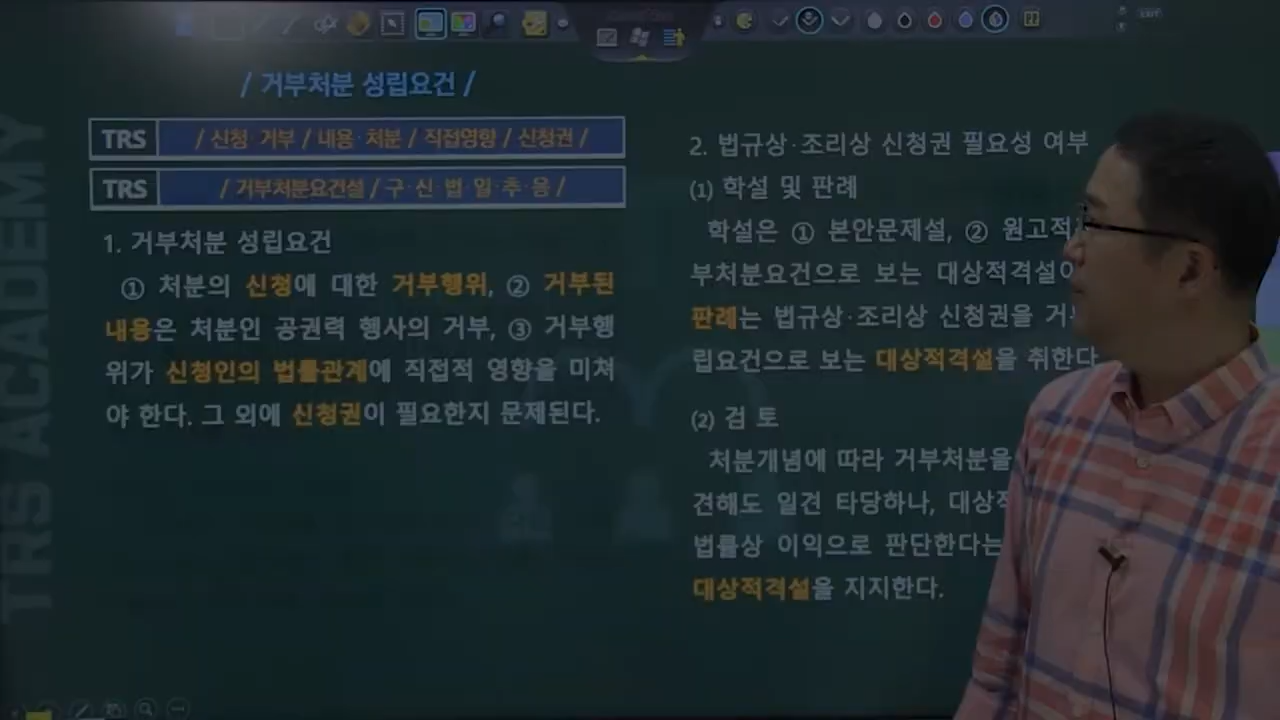 EXIT
/ 거부처분 성립요건 /
TRS / 신청·거부 / 내용·처분 / 직접영향 / 신청권 /
TRS / 거부처분요건설 / 구·신·법·일·추·응 /
1. 거부처분 성립요건
① 처분의 신청에 대한 거부행위, ② 거부된
내용은 처분인 공권력 행사의 거부, ③ 거부행
위가 신청인의 법률관계에 직접적 영향을 미쳐
야 한다. 그 외에 신청권이 필요한지 문제된다.
2. 법규상·조리상 신청권 필요성 여부
(1) 학설 및 판례
학설은 ① 본안문제설, ② 원고적
부처분요건으로 보는 대상적격설이
판례는 법규상·조리상 신청권을 거
립요건으로 보는 대상적격설을 취한다
(2) 검 토
처분개념에 따라 거부처분을
견해도 일견 타당하나, 대상적
법률상 이익으로 판단한다는
대상적격설을 지지한다.
TRS ACADEMY